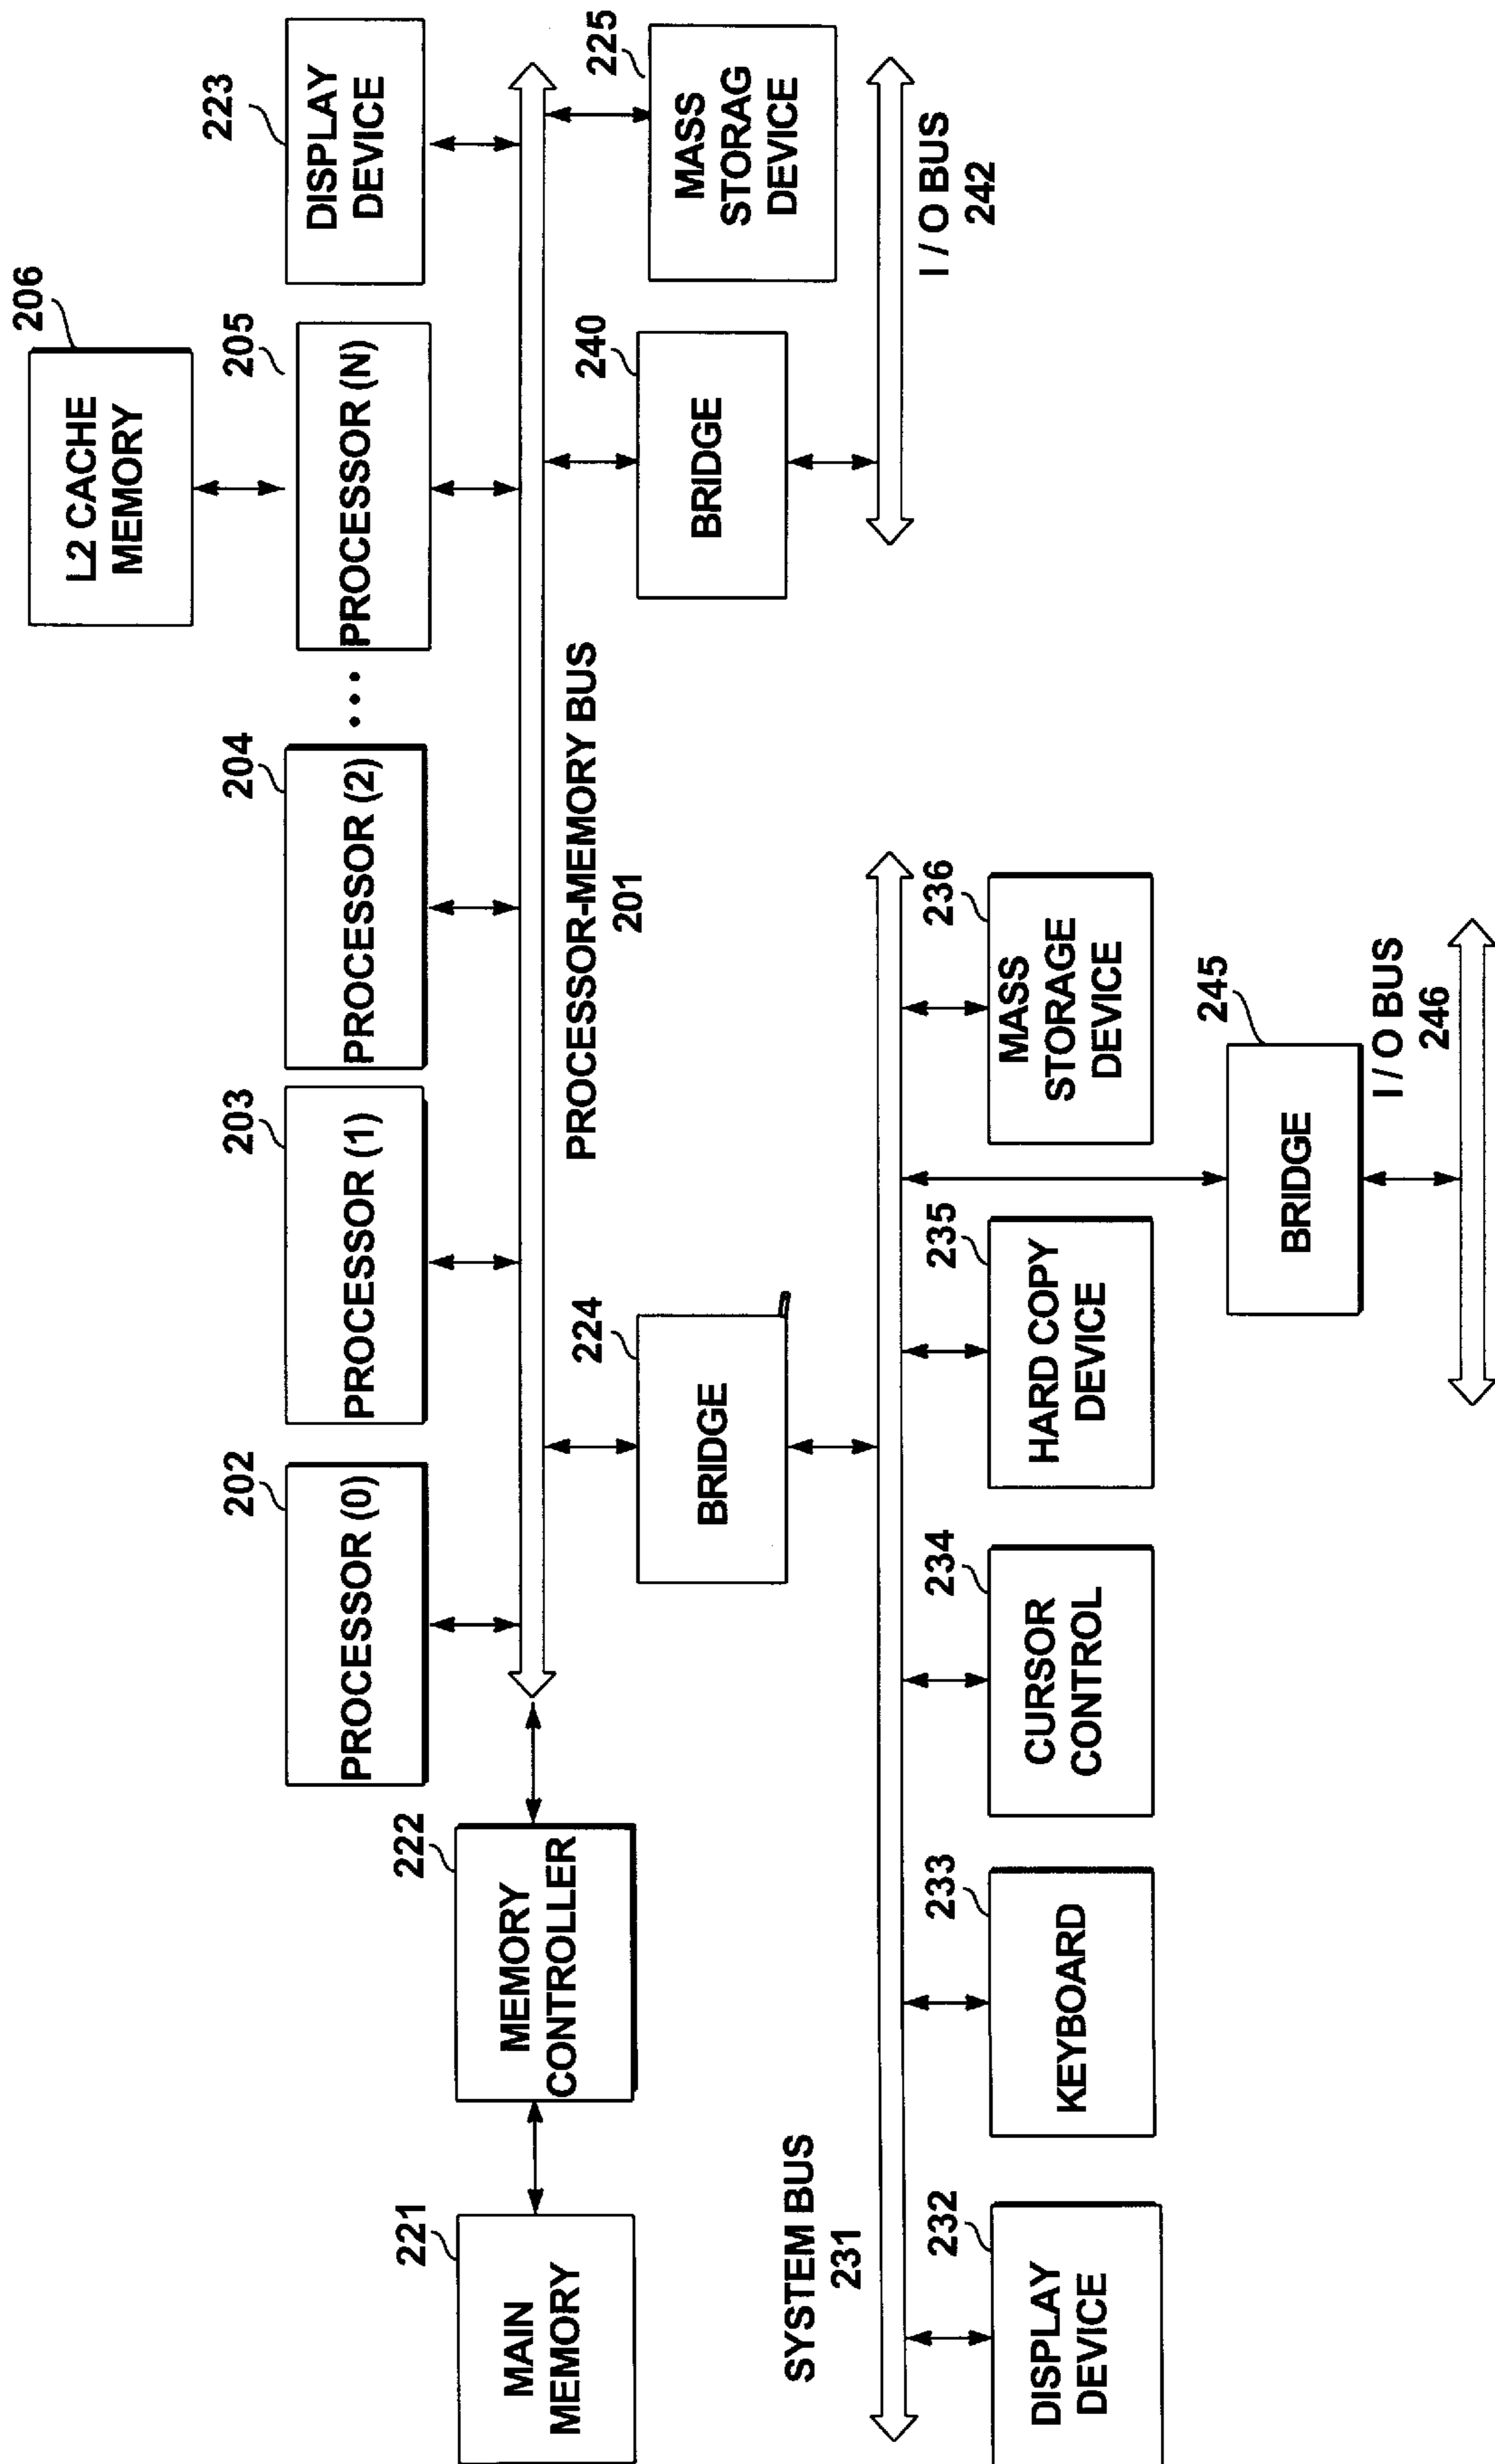 206
L2 CACHE
MEMORY
202
PROCESSOR (0)
203
PROCESSOR (1)
204
PROCESSOR (2)
...
205
PROCESSOR (N)
223
DISPLAY
DEVICE
221
MAIN
MEMORY
222
MEMORY
CONTROLLER
PROCESSOR-MEMORY BUS
201
224
BRIDGE
240
BRIDGE
225
MASS
STORAG
DEVICE
SYSTEM BUS
231
I / O BUS
242
232
DISPLAY
DEVICE
233
KEYBOARD
234
CURSOR
CONTROL
235
HARD COPY
DEVICE
236
MASS
STORAGE
DEVICE
245
BRIDGE
I / O BUS
246